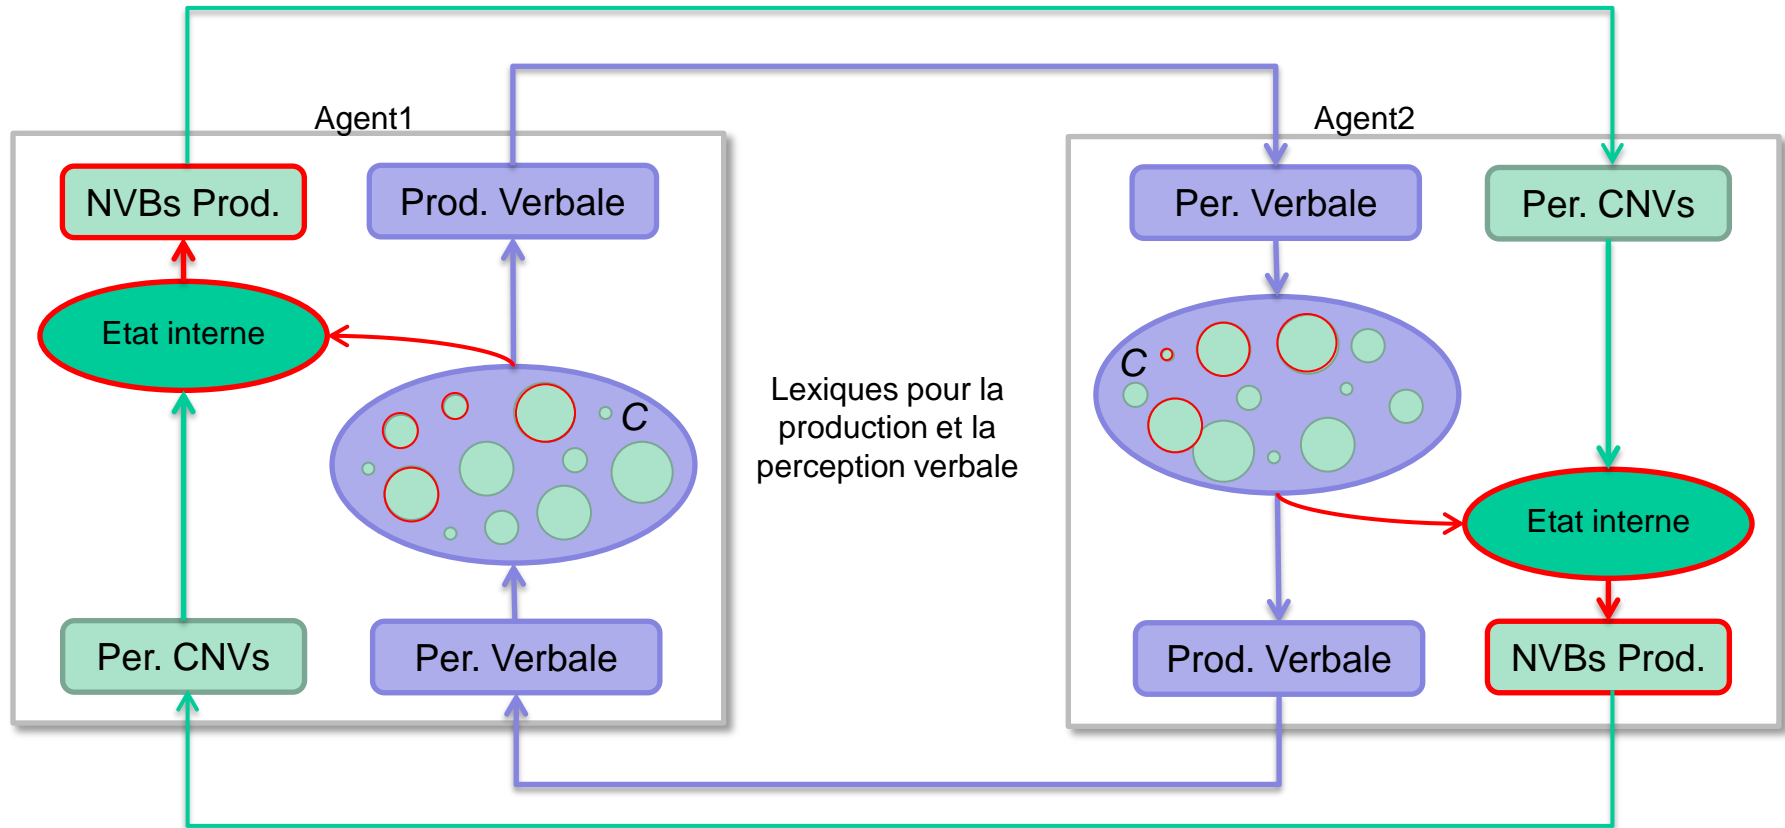 Agent1
NVBs Prod.
Prod. Verbale
Etat interne
C
Per. CNVs
Per. Verbale
Lexiques pour la
production et la
perception verbale
Agent2
Per. Verbale
Per. CNVs
C
Etat interne
Prod. Verbale
NVBs Prod.